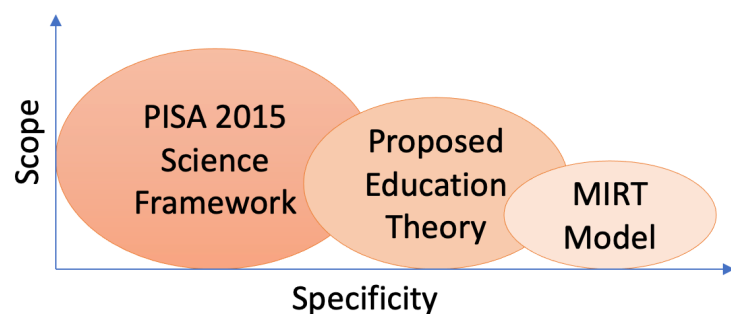 Scope
PISA 2015
Science
Framework
Proposed
Education
Theory
MIRT
Model
Specificity